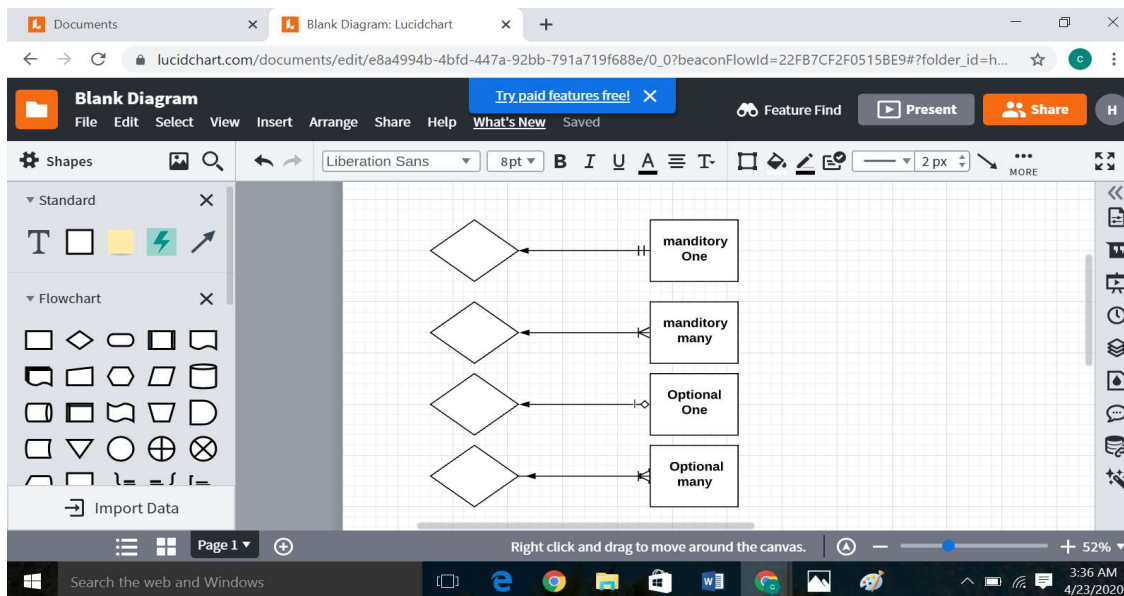 Documents
Blank Diagram: Lucidchart
lucidchart.com/documents/edit/e8a4994b-4bfd-447a-92bb-791a719f688e/0_0?beaconFlowId=22FB7CF2F0515BE9#?folder_id=h...
C
Blank Diagram
Try paid features free!
Feature Find
Present
Share
H
File Edit Select View Insert Arrange Share Help What's New Saved
Shapes
Liberation Sans
8pt
B I U A T
2 px
MORE
Standard
T
Flowchart
manditory
One
manditory
many
Optional
One
Optional
many
Import Data
Page 1
Right click and drag to move around the canvas.
52%
Search the web and Windows
3:36 AM
4/23/2020